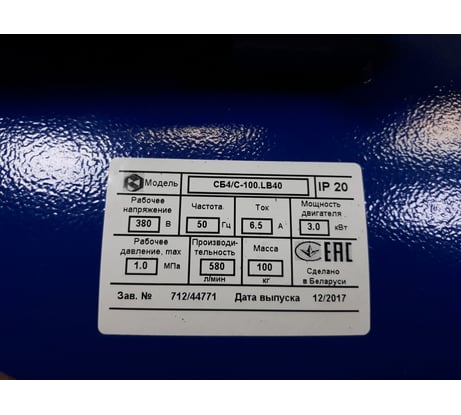 Модель СБ4/С-100.LB40 IP 20
Рабочее напряжение Частота Ток Мощность двигателя
380 В 50 Гц 6.5 А 3.0 кВт
Рабочее давление, max Производи-тельность Масса EAC
1.0 МПа 580 л/мин 100 кг Сделано в Беларуси
Зав. № 712/44771 Дата выпуска 12/2017